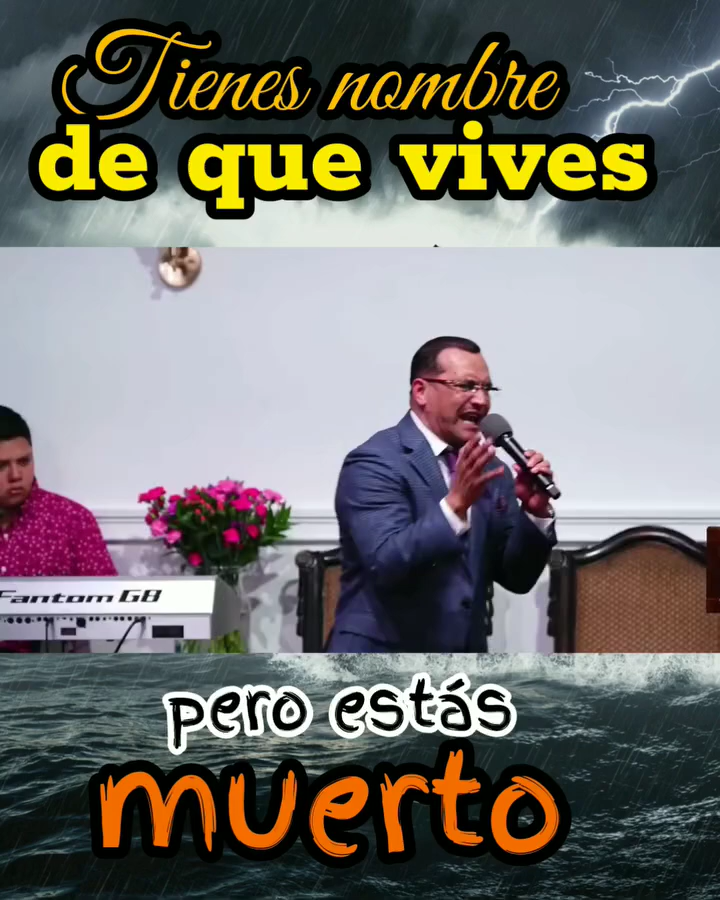 Tienes nombre
de que vives
Fantom G8
pero estás
muerto